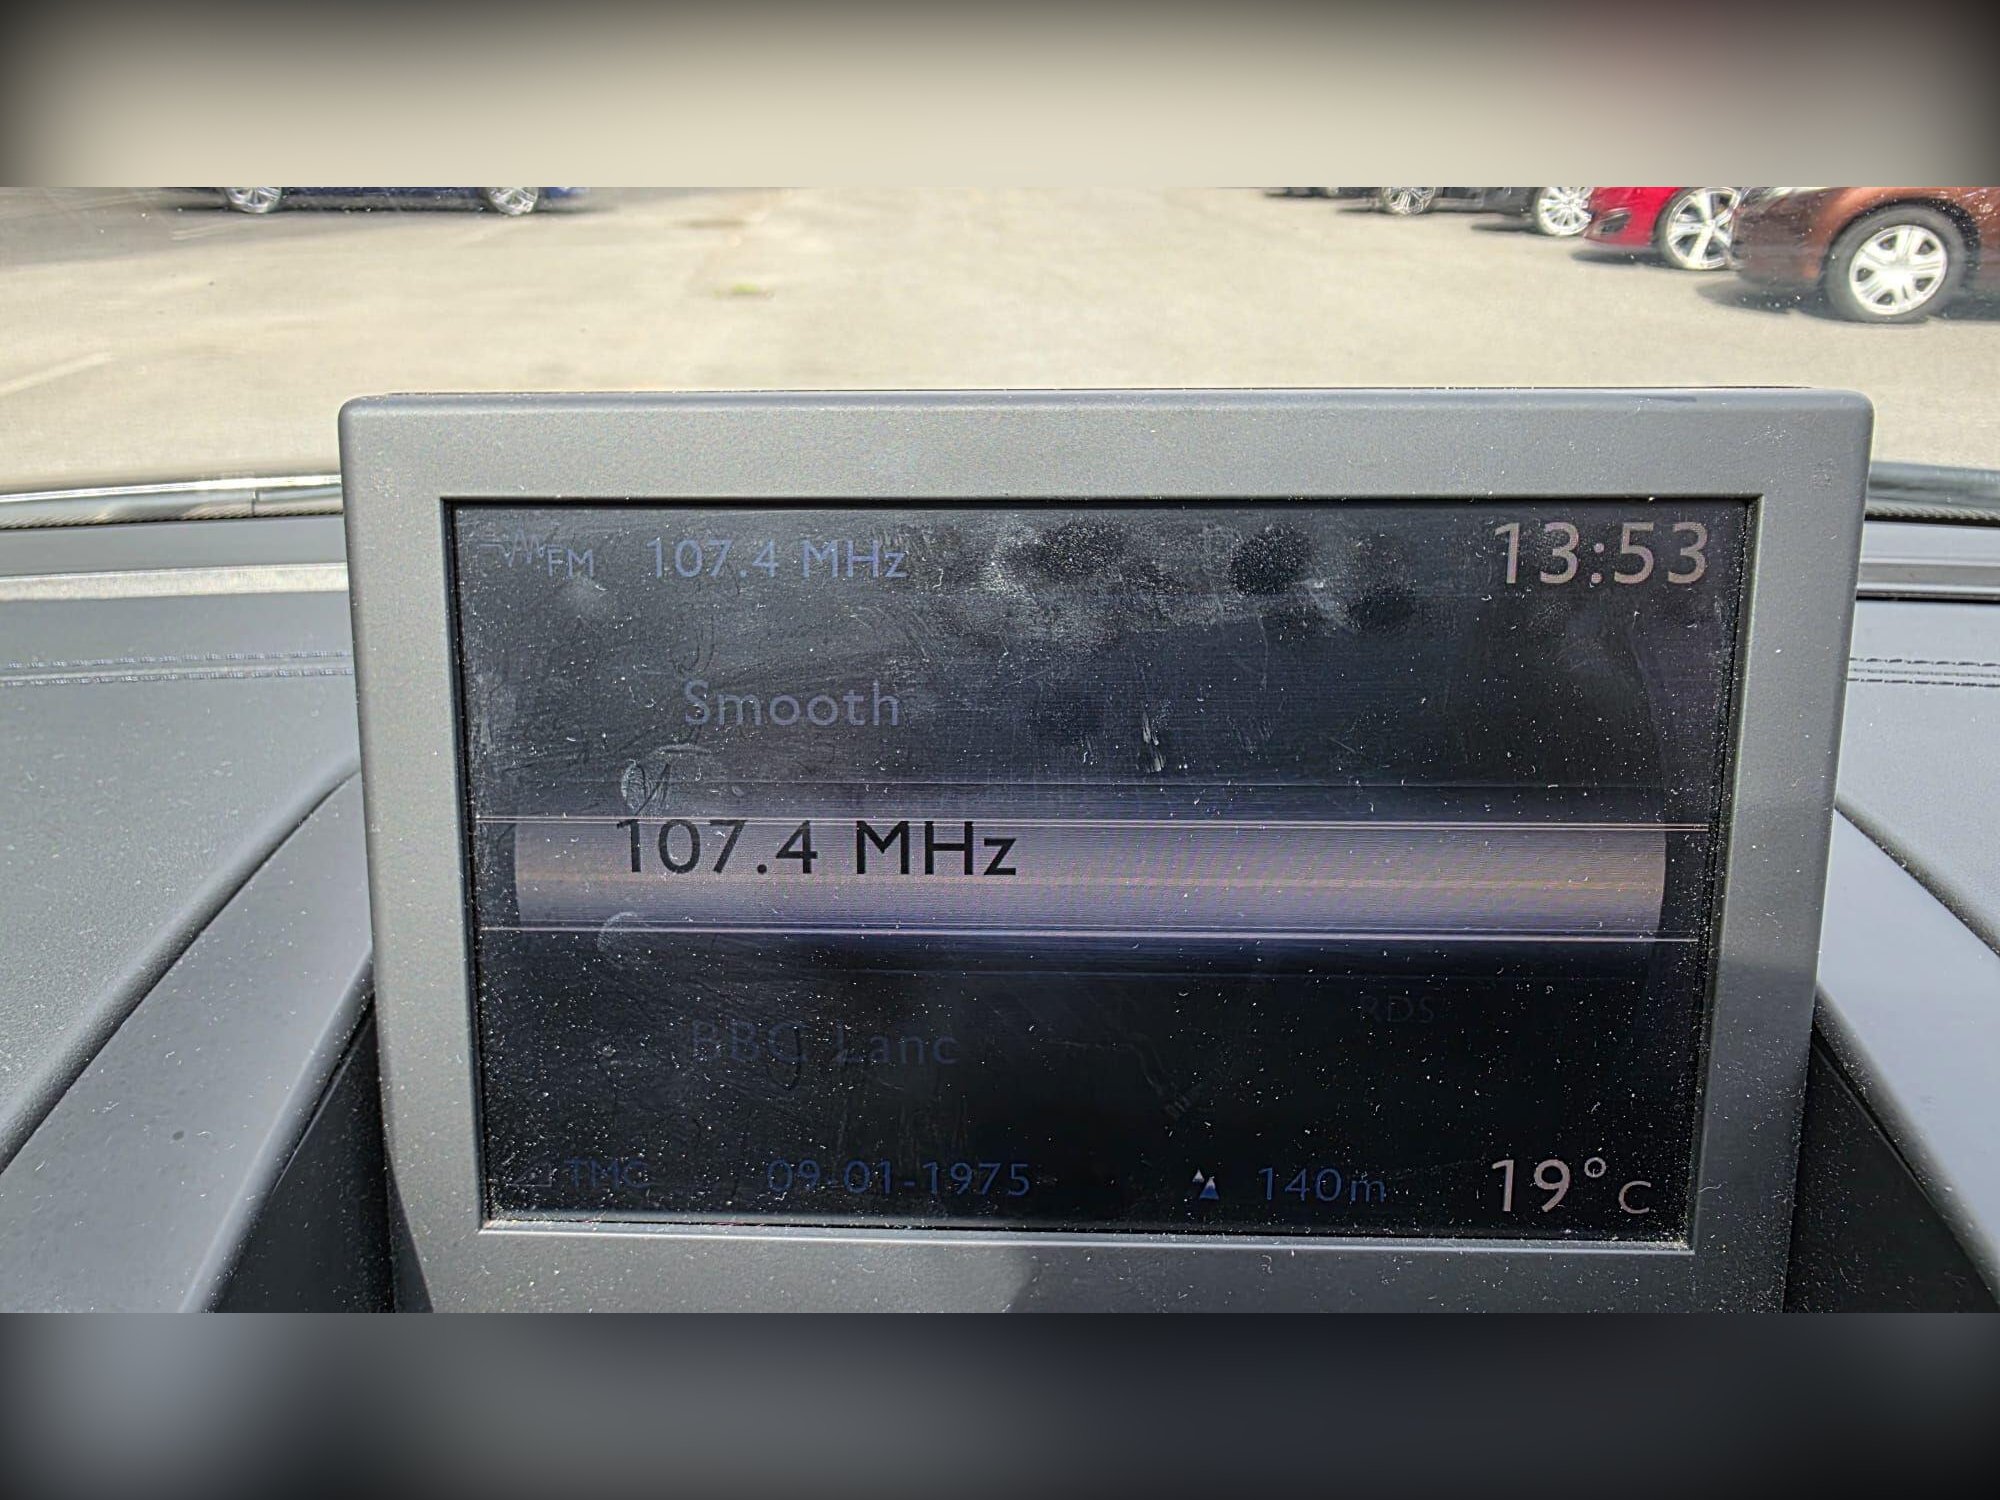 FM 107.4 MHz 13:53
Smooth
107.4 MHz
RDS
BBC Lanc
TMC 09-01-1975 140m 19°C